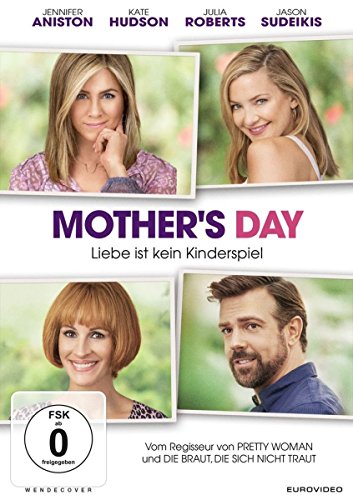 JENNIFER ANISTON
KATE HUDSON
JULIA ROBERTS
JASON SUDEIKIS
MOTHER'S DAY
Liebe ist kein Kinderspiel
FSK
ab
0
freigegeben
Vom Regisseur von PRETTY WOMAN
und DIE BRAUT, DIE SICH NICHT TRAUT
WENDECOVER
EUROVIDEO